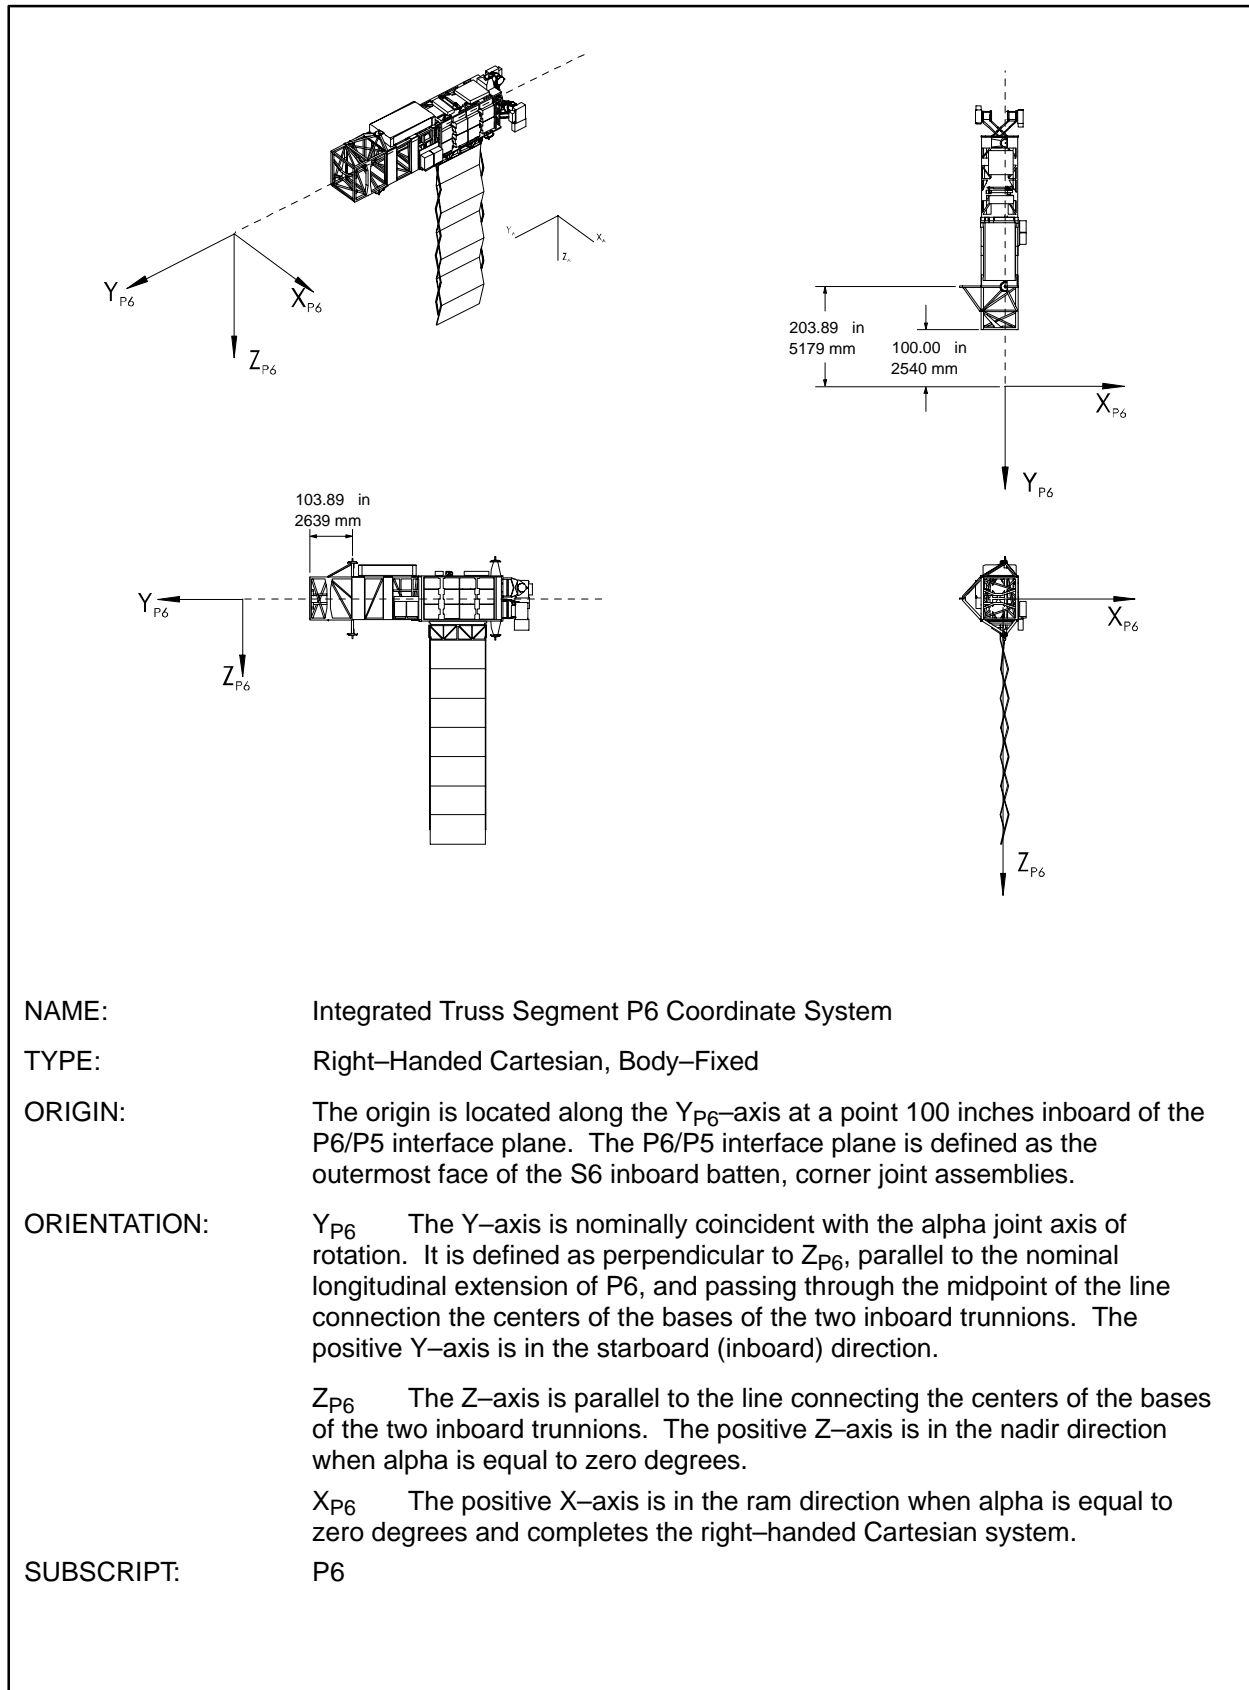 Y_P6
X_P6
Z_P6
Y_A
X_A
Z_A
203.89 in
5179 mm
100.00 in
2540 mm
X_P6
Y_P6
103.89 in
2639 mm
Y_P6
Z_P6
X_P6
Z_P6
NAME: Integrated Truss Segment P6 Coordinate System
TYPE: Right–Handed Cartesian, Body–Fixed
ORIGIN: The origin is located along the Y_P6–axis at a point 100 inches inboard of the
P6/P5 interface plane. The P6/P5 interface plane is defined as the
outermost face of the S6 inboard batten, corner joint assemblies.
ORIENTATION: Y_P6 The Y–axis is nominally coincident with the alpha joint axis of
rotation. It is defined as perpendicular to Z_P6, parallel to the nominal
longitudinal extension of P6, and passing through the midpoint of the line
connection the centers of the bases of the two inboard trunnions. The
positive Y–axis is in the starboard (inboard) direction.
Z_P6 The Z–axis is parallel to the line connecting the centers of the bases
of the two inboard trunnions. The positive Z–axis is in the nadir direction
when alpha is equal to zero degrees.
X_P6 The positive X–axis is in the ram direction when alpha is equal to
zero degrees and completes the right–handed Cartesian system.
SUBSCRIPT: P6